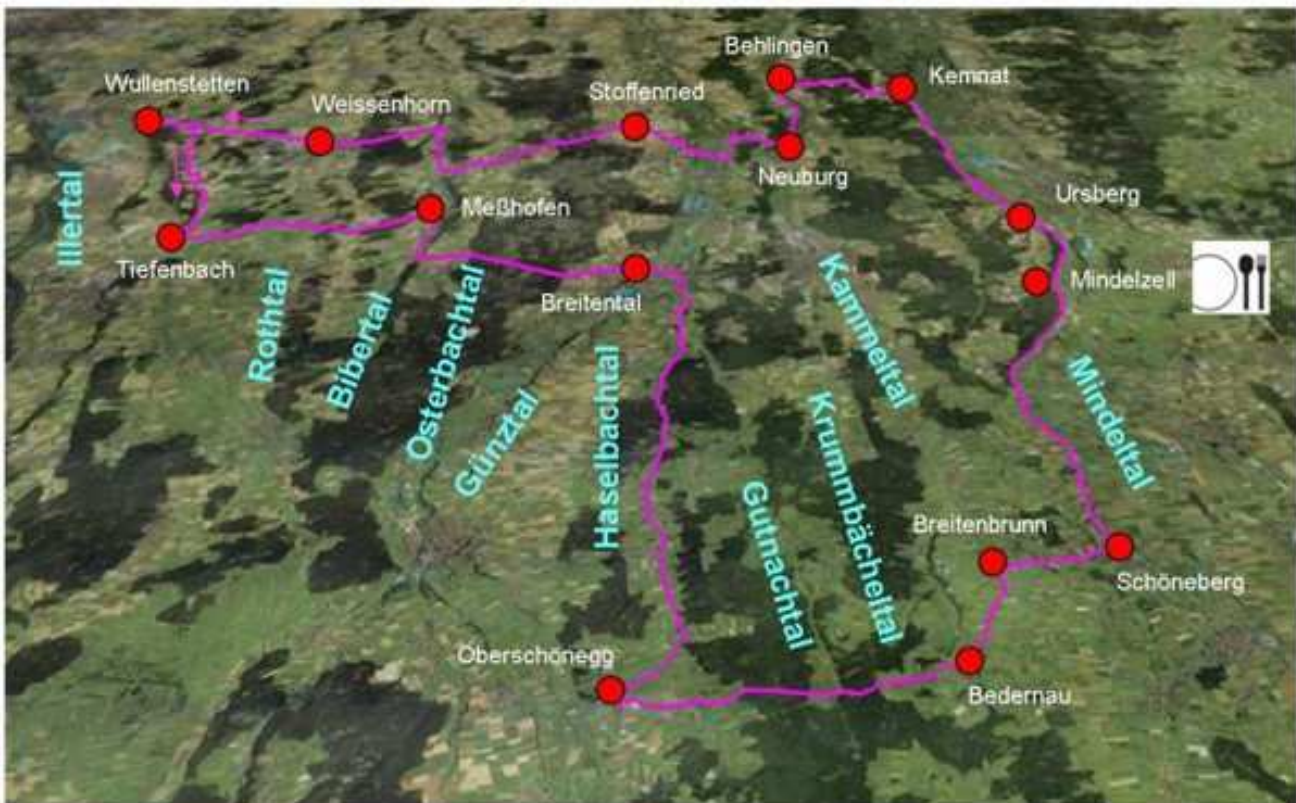 Behlingen
Kemnat
Wullenstetten
Weissenhorn
Stoffenried
Neuburg
Ursberg
Meßhofen
Illertal
Tiefenbach
Mindelzell
Breitental
Rothtal
Bibertal
Osterbachtal
Günztal
Haselbachtal
Kammeltal
Mindeltal
Krummbächeltal
Gutnachtal
Breitenbrunn
Schöneberg
Oberschönegg
Bedernau